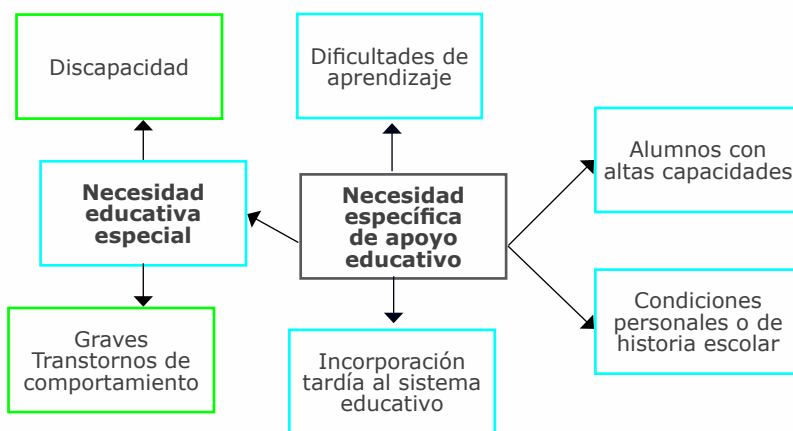 Discapacidad
Dificultades de
aprendizaje
Alumnos con
altas capacidades
Necesidad
educativa
especial
Necesidad
específica
de apoyo
educativo
Graves
Transtornos de
comportamiento
Incorporación
tardía al sistema
educativo
Condiciones
personales o de
historia escolar